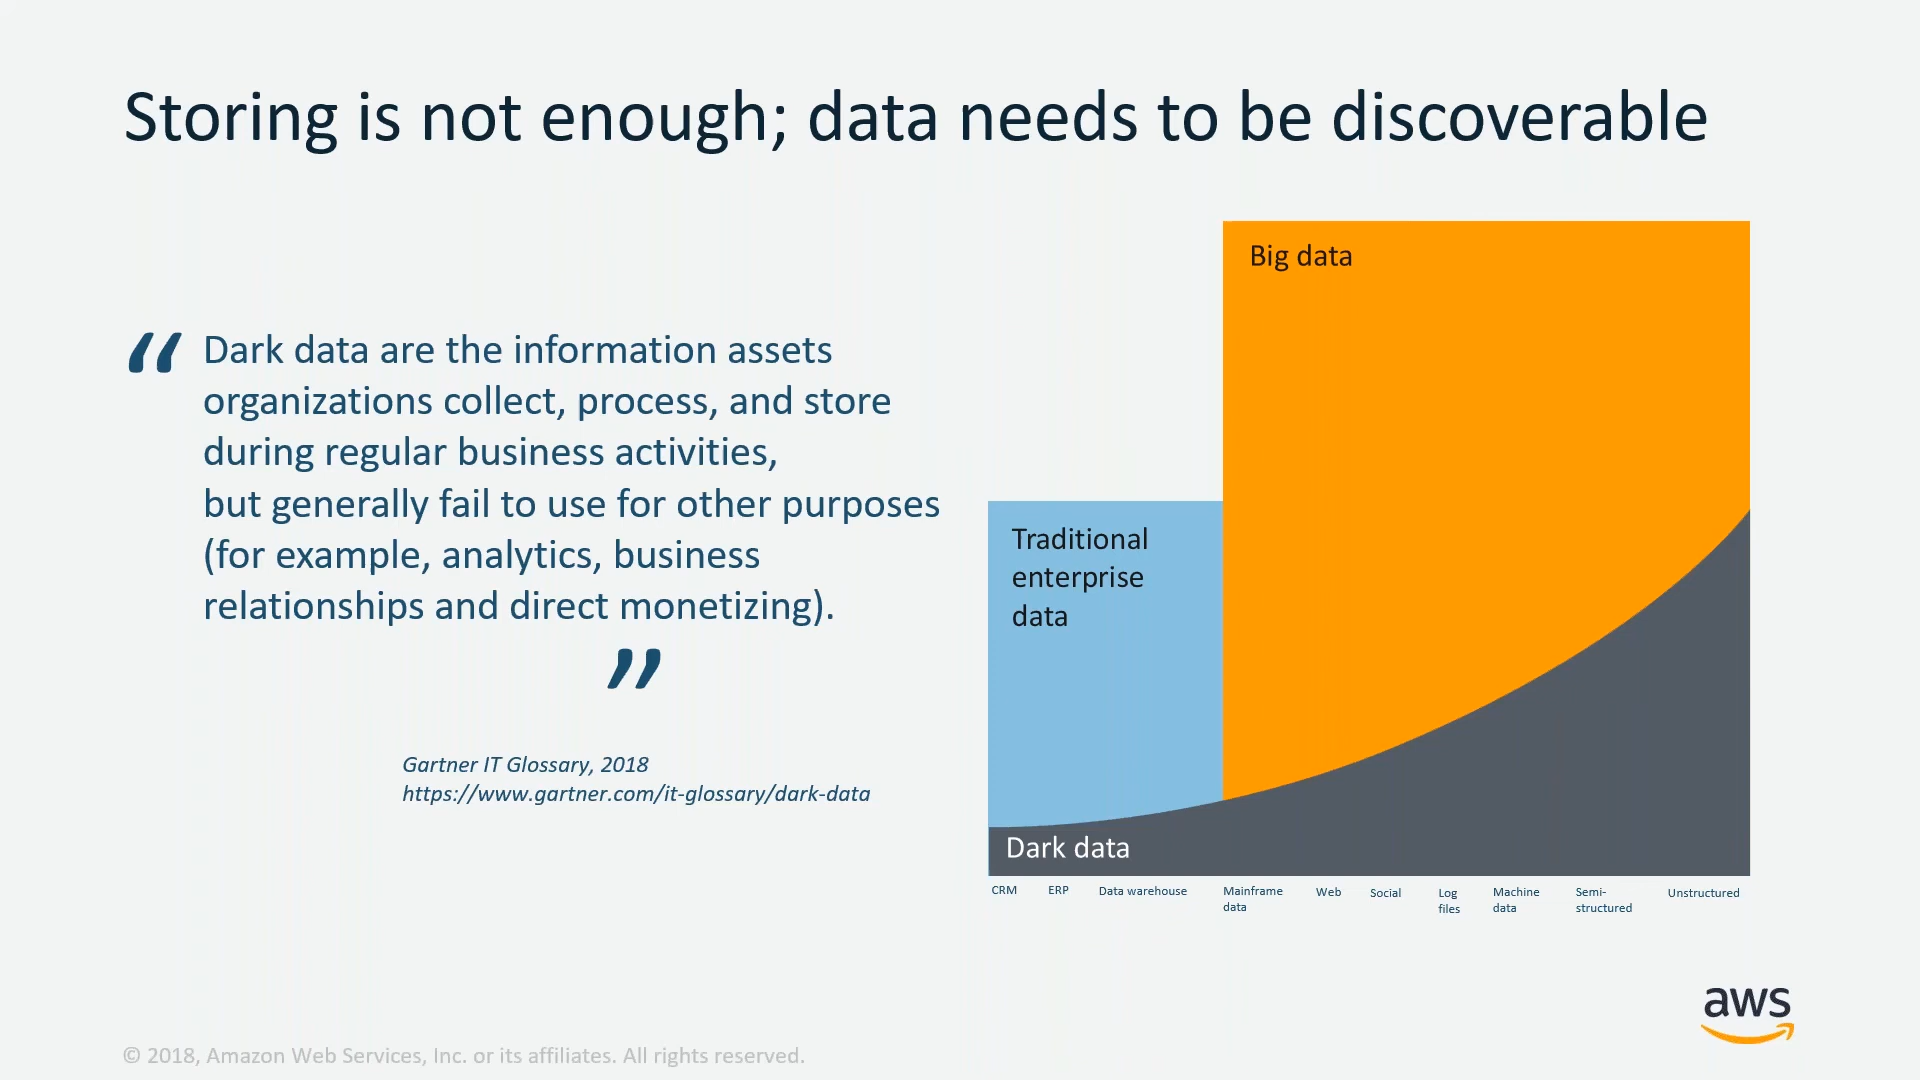 Storing is not enough; data needs to be discoverable
“
Dark data are the information assets
organizations collect, process, and store
during regular business activities,
but generally fail to use for other purposes
(for example, analytics, business
relationships and direct monetizing).
”
Gartner IT Glossary, 2018
https://www.gartner.com/it-glossary/dark-data
Big data
Traditional
enterprise
data
Dark data
CRM
ERP
Data warehouse
Mainframe
data
Web
Social
Log
files
Machine
data
Semi-
structured
Unstructured
aws
© 2018, Amazon Web Services, Inc. or its affiliates. All rights reserved.